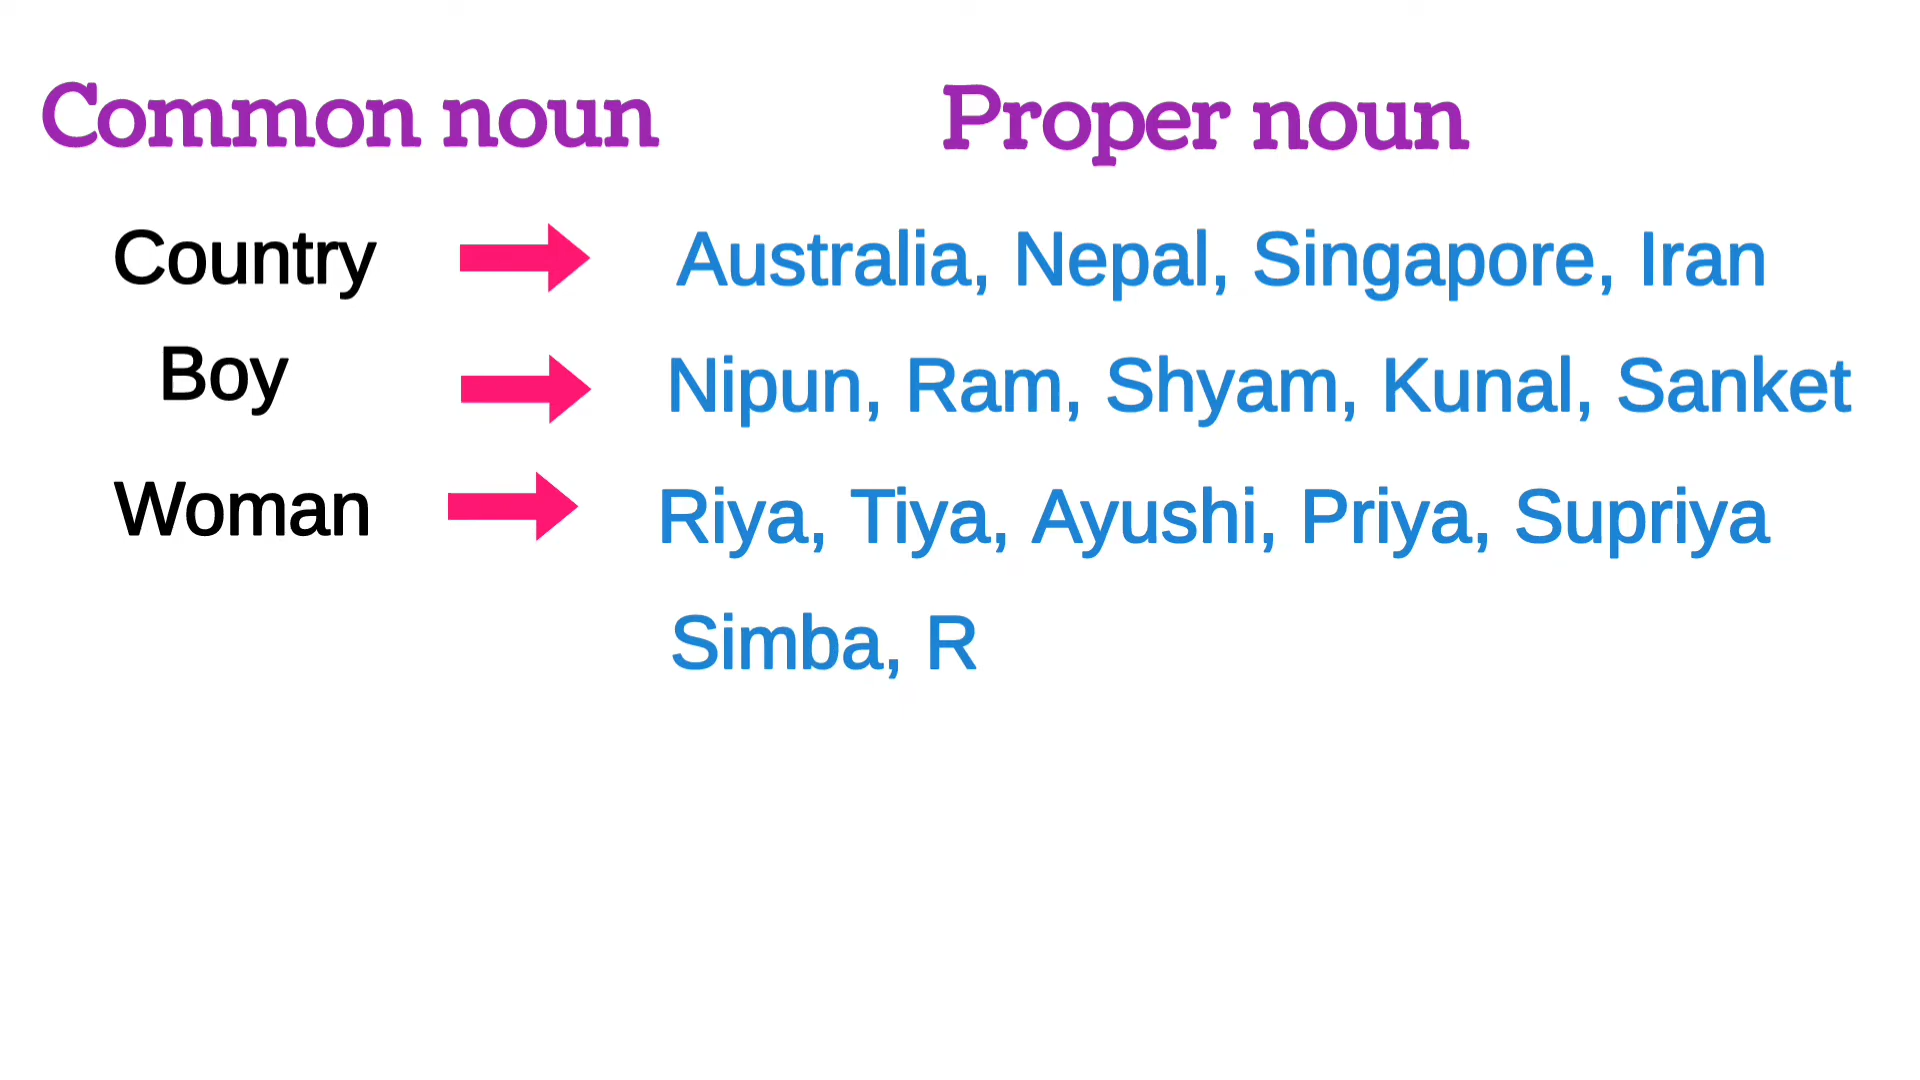 Common noun Proper noun
Country Australia, Nepal, Singapore, Iran
Boy Nipun, Ram, Shyam, Kunal, Sanket
Woman Riya, Tiya, Ayushi, Priya, Supriya
Simba, R